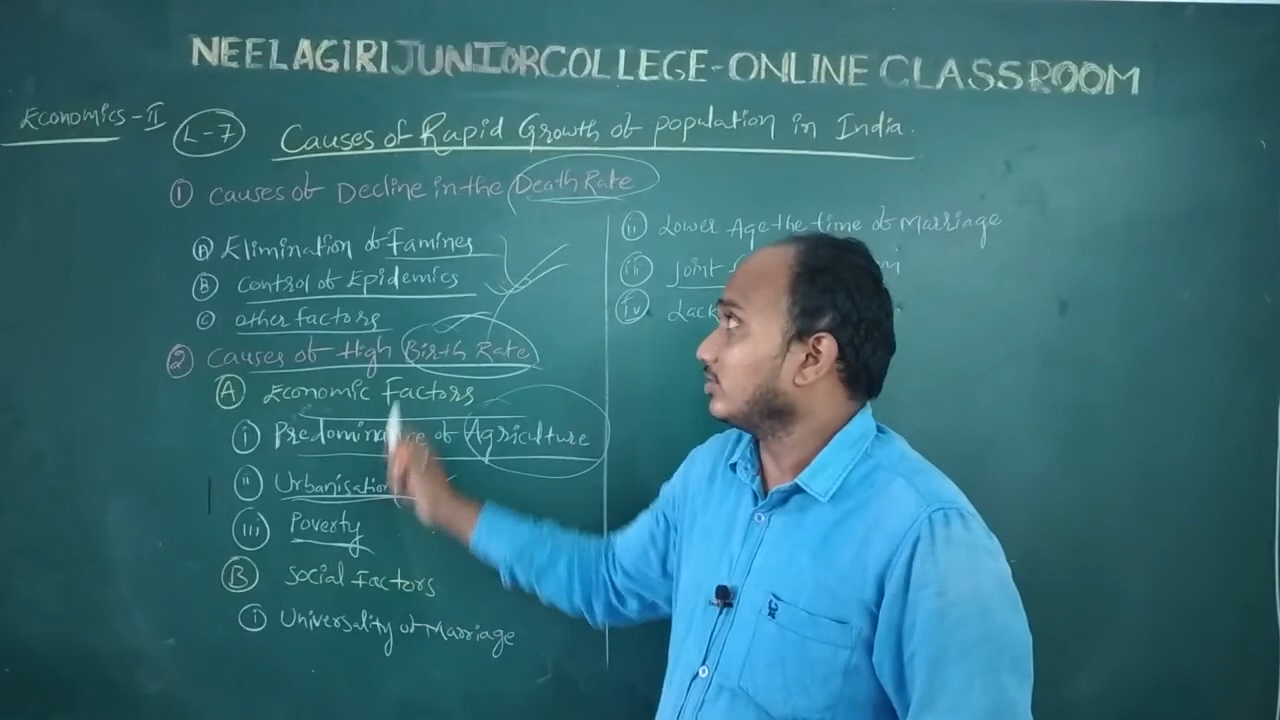 NEELAGIRI JUNIOR COLLEGE-ONLINE CLASSROOM
Economics-II
L-7 Causes of Rapid Growth of population in India.
① Causes of Decline in the Death Rate
Ⓐ Elimination of Famines
Ⓑ Control of Epidemics
Ⓒ other factors
② Causes of High Birth Rate
Ⓐ Economic Factors
ⓘ Predominance of Agriculture
ⓘⓘ Urbanisation
ⓘⓘⓘ Poverty
Ⓑ Social Factors
ⓘ Universality of Marriage
ⓘⓘ Lower Age the time of Marriage
ⓘⓘⓘ Joint
ⓘⓥ Lack